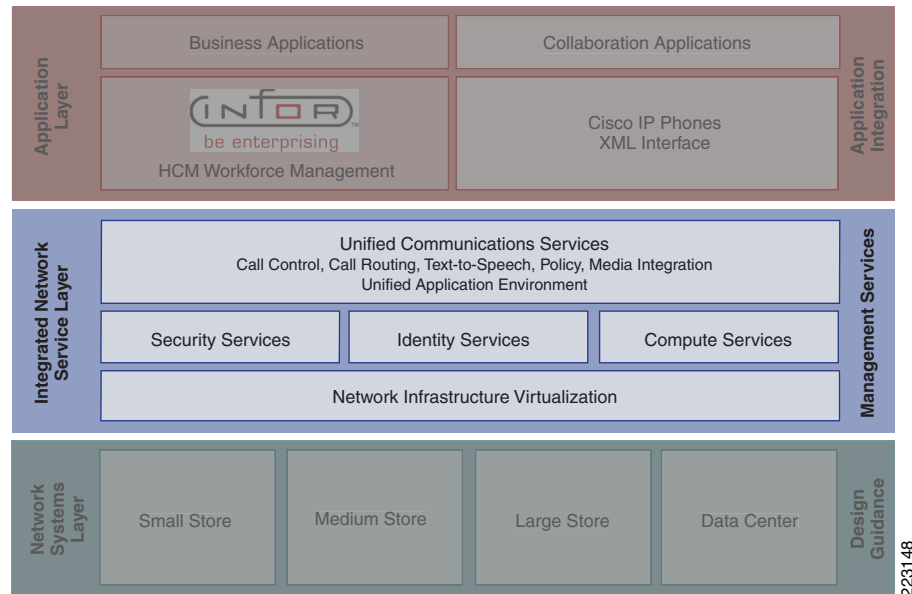 Application
Layer
Business Applications
Collaboration Applications
INFOR™
be enterprising
HCM Workforce Management
Cisco IP Phones
XML Interface
Application
Integration
Integrated Network
Service Layer
Unified Communications Services
Call Control, Call Routing, Text-to-Speech, Policy, Media Integration
Unified Application Environment
Security Services
Identity Services
Compute Services
Network Infrastructure Virtualization
Management Services
Network
Systems
Layer
Small Store
Medium Store
Large Store
Data Center
Design
Guidance
223148